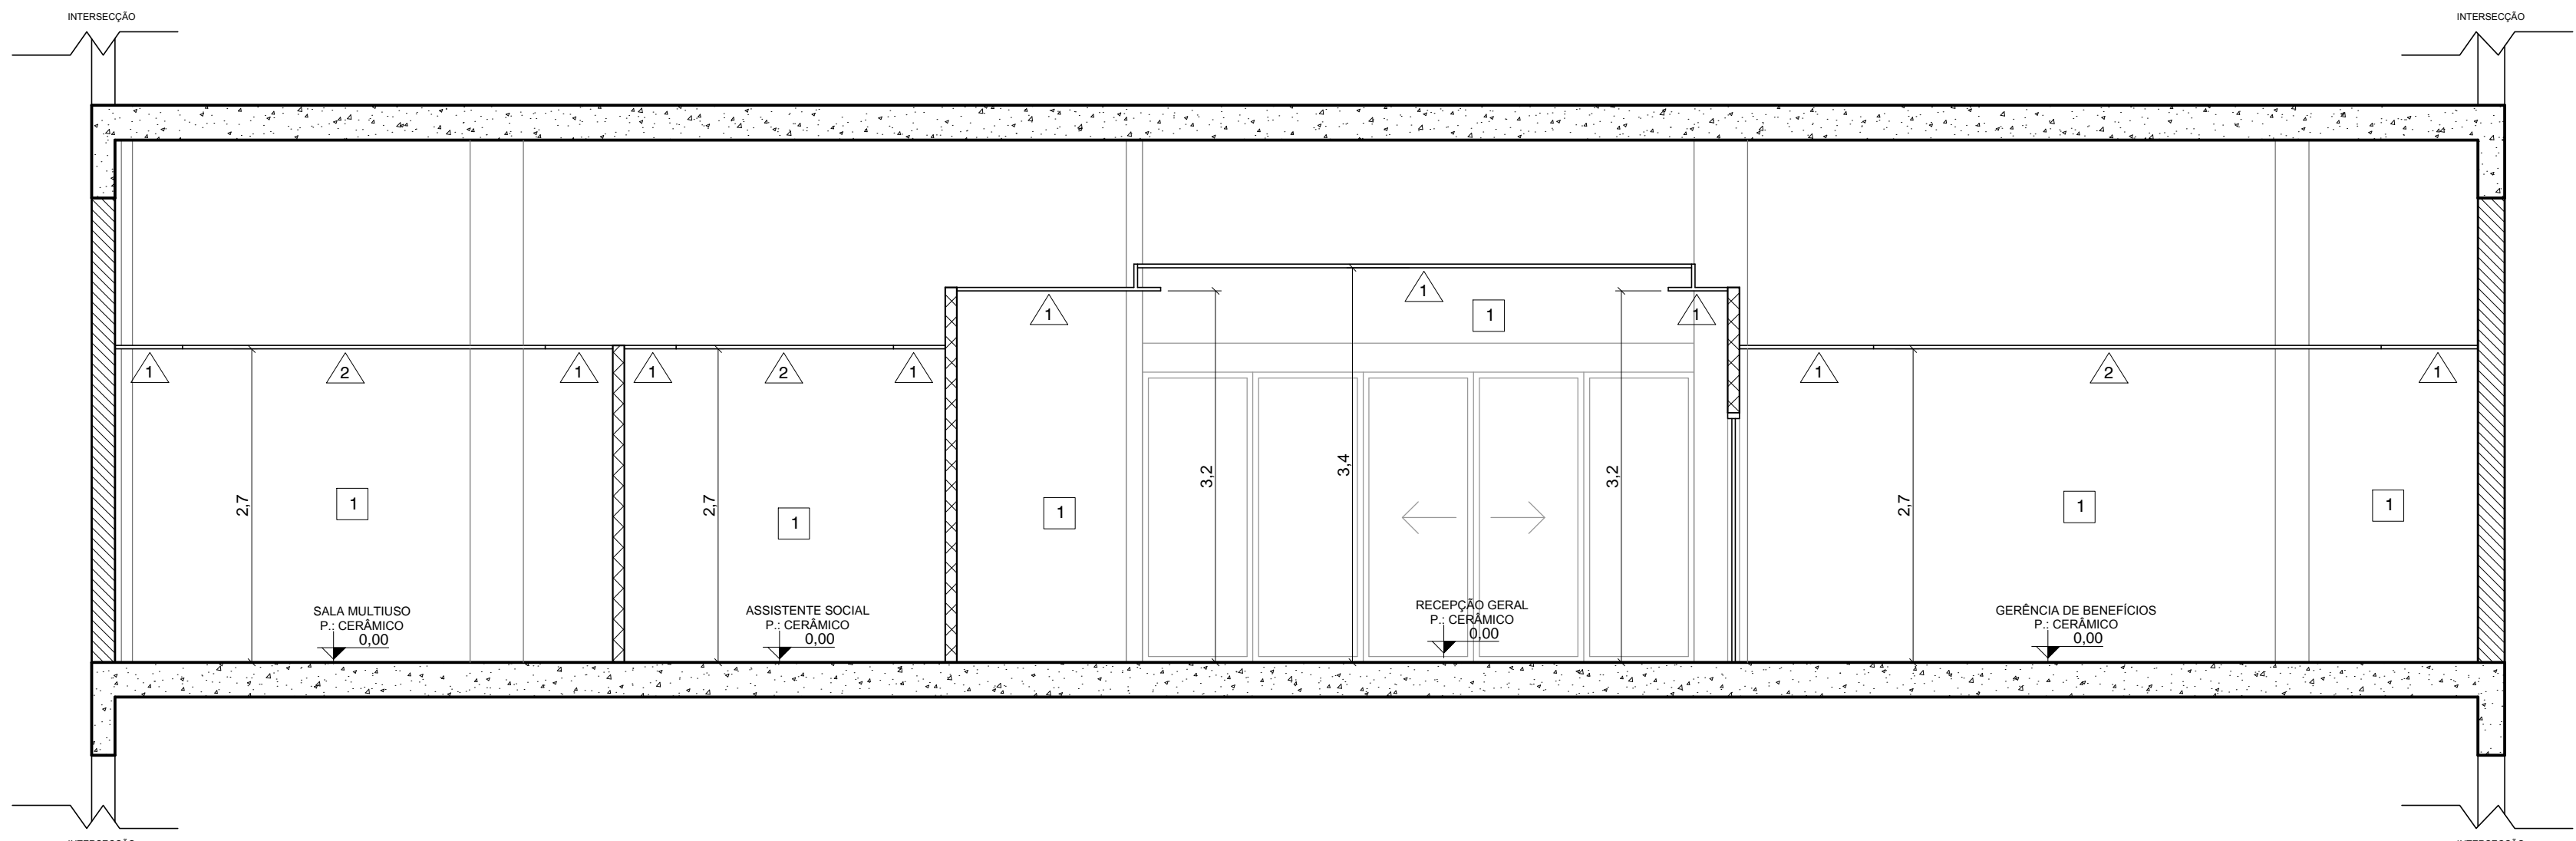 INTERSECÇÃO
INTERSECÇÃO
1
1
1
1
1
2
1
1
2
1
1
2
1
3,2
3,4
3,2
2,7
2,7
2,7
1
1
1
1
1
SALA MULTIUSO
P.: CERÂMICO
0,00
ASSISTENTE SOCIAL
P.: CERÂMICO
0,00
RECEPÇÃO GERAL
P.: CERÂMICO
0,00
GERÊNCIA DE BENEFÍCIOS
P.: CERÂMICO
0,00
INTERSECÇÃO
INTERSECÇÃO